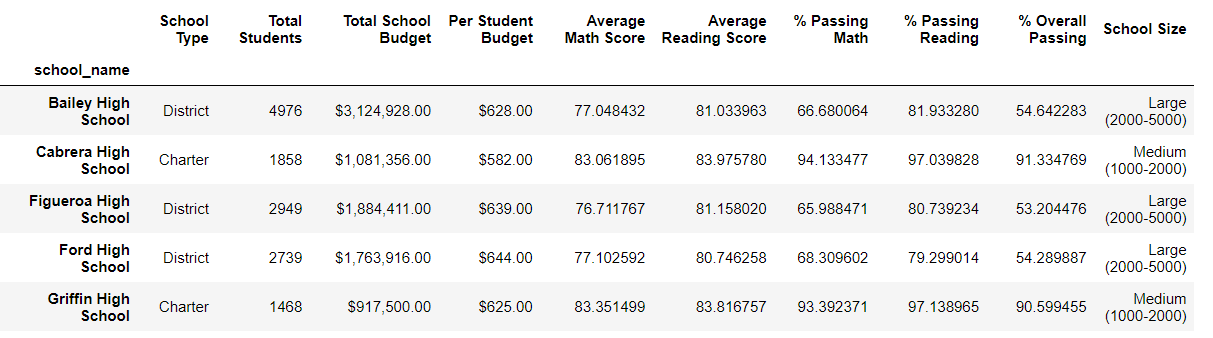 School Type Total Students Total School Budget Per Student Budget Average Math Score Average Reading Score % Passing Math % Passing Reading % Overall Passing School Size
school_name
Bailey High School District 4976 $3,124,928.00 $628.00 77.048432 81.033963 66.680064 81.933280 54.642283 Large (2000-5000)
Cabrera High School Charter 1858 $1,081,356.00 $582.00 83.061895 83.975780 94.133477 97.039828 91.334769 Medium (1000-2000)
Figueroa High School District 2949 $1,884,411.00 $639.00 76.711767 81.158020 65.988471 80.739234 53.204476 Large (2000-5000)
Ford High School District 2739 $1,763,916.00 $644.00 77.102592 80.746258 68.309602 79.299014 54.289887 Large (2000-5000)
Griffin High School Charter 1468 $917,500.00 $625.00 83.351499 83.816757 93.392371 97.138965 90.599455 Medium (1000-2000)